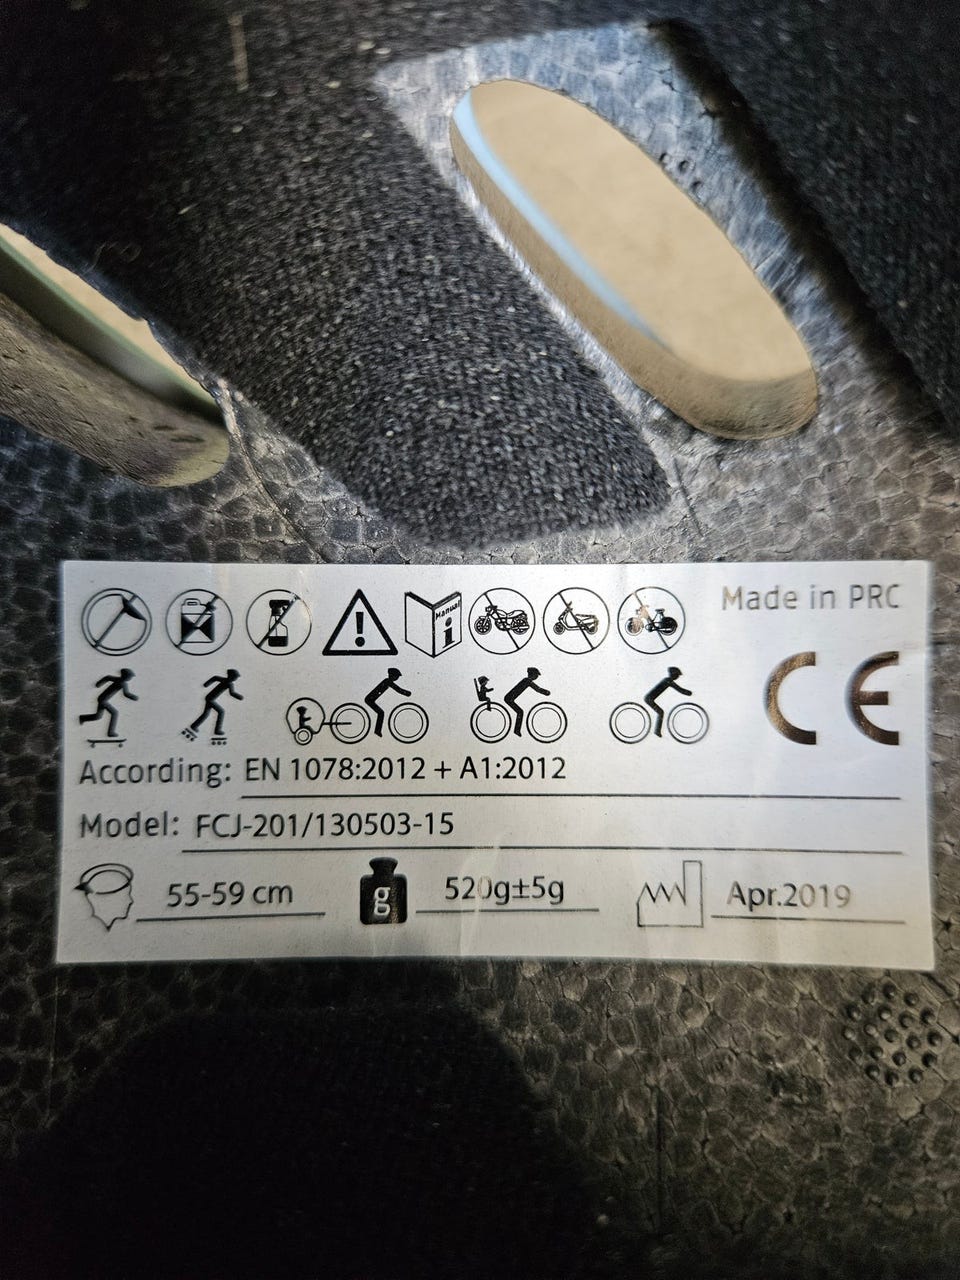 Made in PRC
Manual
i
CE
According: EN 1078:2012 + A1:2012
Model: FCJ-201/130503-15
55-59 cm g 520g±5g Apr.2019